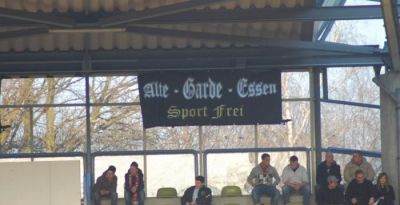 Alte - Garde - Essen
Sport Frei